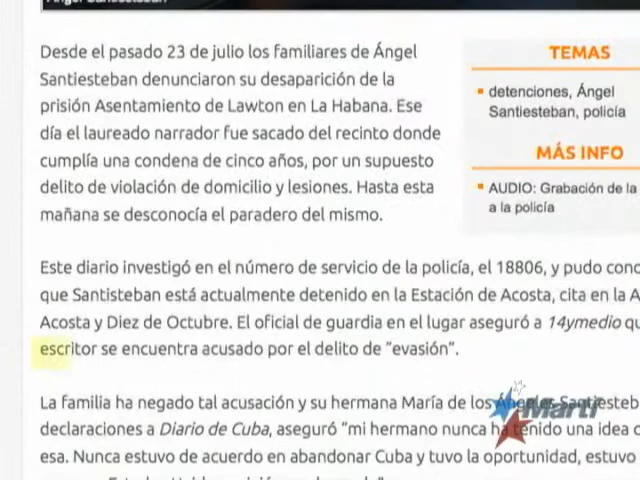 Ángel Santiesteban
Desde el pasado 23 de julio los familiares de Ángel
Santiesteban denunciaron su desaparición de la
prisión Asentamiento de Lawton en La Habana. Ese
día el laureado narrador fue sacado del recinto donde
cumplía una condena de cinco años, por un supuesto
delito de violación de domicilio y lesiones. Hasta esta
mañana se desconocía el paradero del mismo.
TEMAS
detenciones, Ángel
Santiesteban, policía
MÁS INFO
AUDIO: Grabación de la
a la policía
Este diario investigó en el número de servicio de la policía, el 18806, y pudo cono
que Santisteban está actualmente detenido en la Estación de Acosta, cita en la A
Acosta y Diez de Octubre. El oficial de guardia en el lugar aseguró a 14ymedio qu
escritor se encuentra acusado por el delito de "evasión".
La familia ha negado tal acusación y su hermana María de los Ángeles Santiesteb
declaraciones a Diario de Cuba, aseguró "mi hermano nunca ha tenido una idea c
esa. Nunca estuvo de acuerdo en abandonar Cuba y tuvo la oportunidad, estuvo
Martí